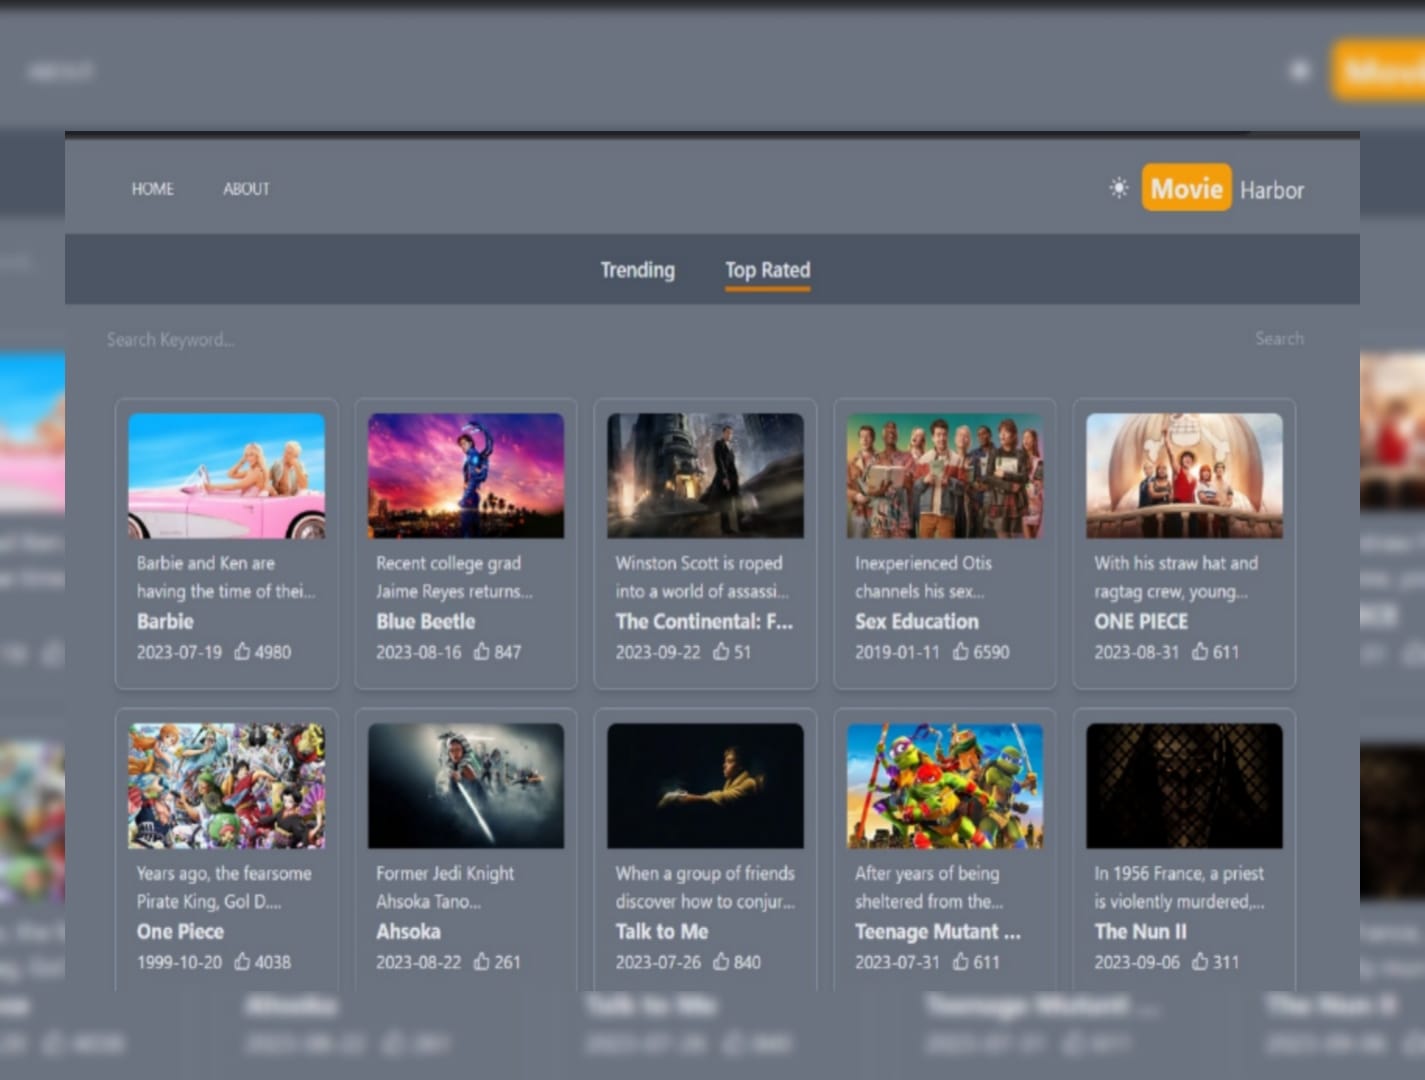 HOME ABOUT Movie Harbor
Trending Top Rated
Search Keyword... Search
Barbie and Ken are
having the time of thei...
Barbie
2023-07-19 4980
Recent college grad
Jaime Reyes returns...
Blue Beetle
2023-08-16 847
Winston Scott is roped
into a world of assassi...
The Continental: F...
2023-09-22 51
Inexperienced Otis
channels his sex...
Sex Education
2019-01-11 6590
With his straw hat and
ragtag crew, young...
ONE PIECE
2023-08-31 611
Years ago, the fearsome
Pirate King, Gol D....
One Piece
1999-10-20 4038
Former Jedi Knight
Ahsoka Tano...
Ahsoka
2023-08-22 261
When a group of friends
discover how to conjur...
Talk to Me
2023-07-26 840
After years of being
sheltered from the...
Teenage Mutant ...
2023-07-31 611
In 1956 France, a priest
is violently murdered,...
The Nun II
2023-09-06 311